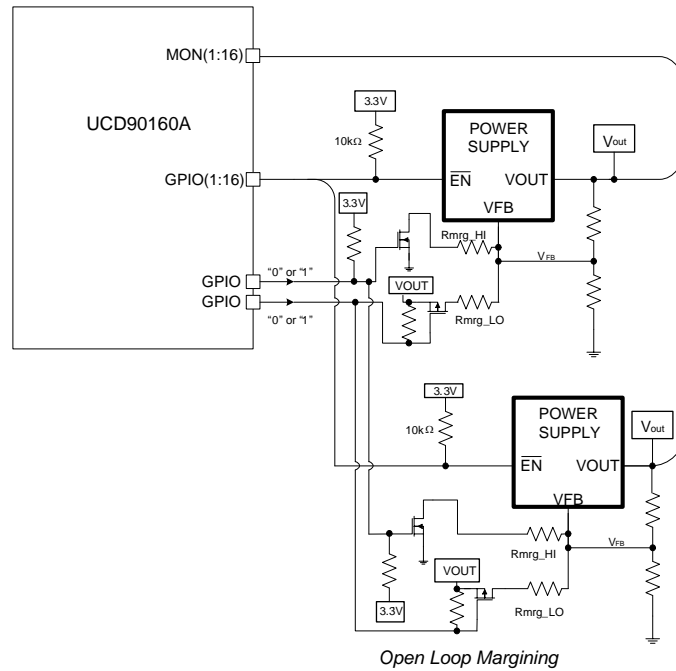 MON(1:16)
3.3V
UCD90160A
10kΩ
POWER
SUPPLY
Vout
GPIO(1:16)
EN
VOUT
3.3V
VFB
Rmrg_HI
VFB
GPIO
"0" or "1"
VOUT
GPIO
"0" or "1"
Rmrg_LO
3.3V
10kΩ
POWER
SUPPLY
Vout
EN
VOUT
VFB
Rmrg_HI
VFB
VOUT
3.3V
Rmrg_LO
Open Loop Margining